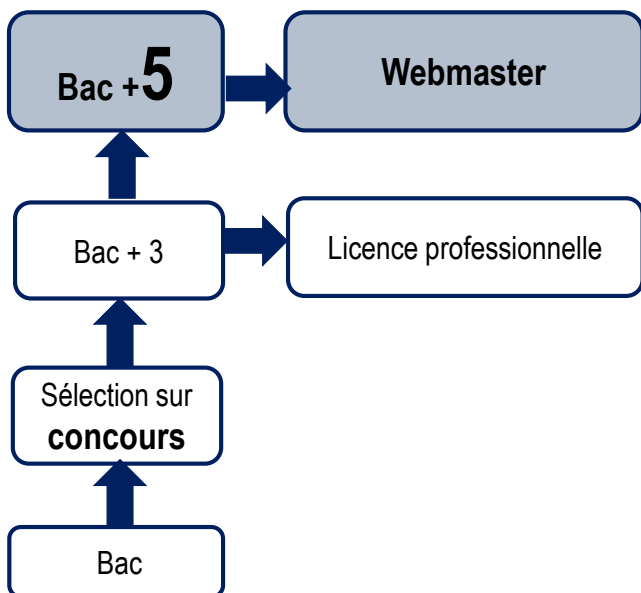 Bac +5
Webmaster
Bac + 3
Licence professionnelle
Sélection sur
concours
Bac